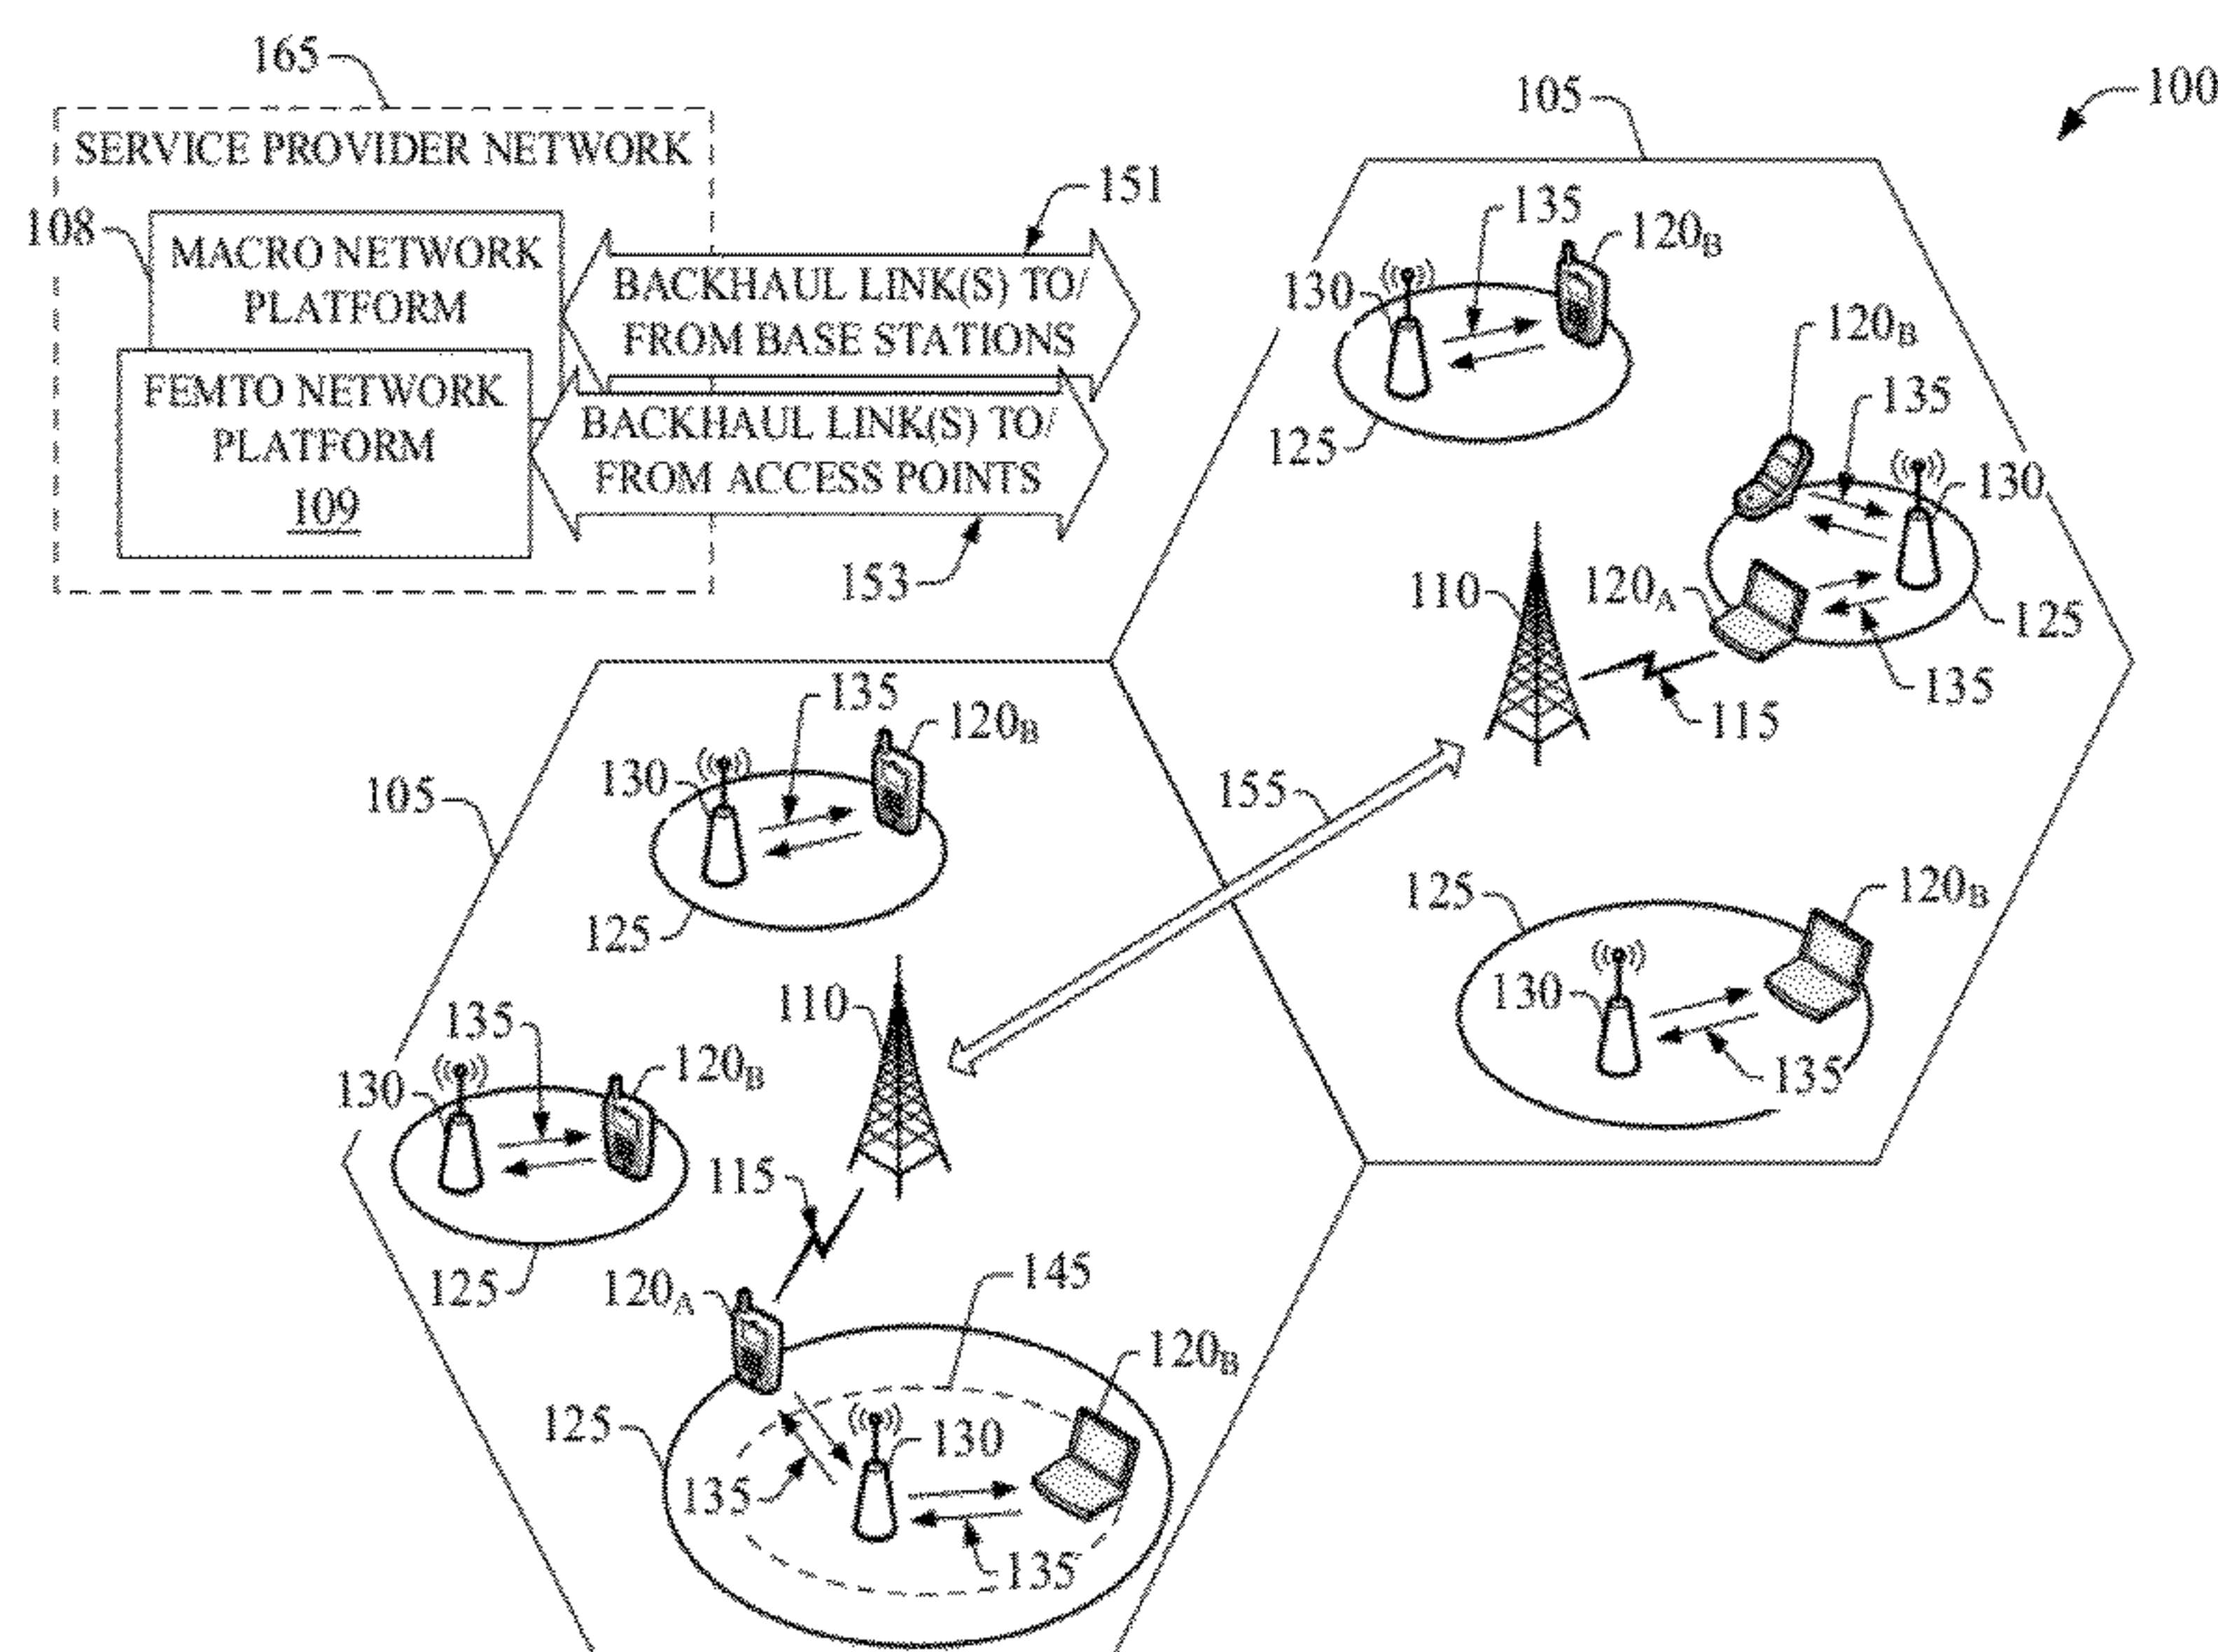 165
SERVICE PROVIDER NETWORK
108
MACRO NETWORK
PLATFORM
FEMTO NETWORK
PLATFORM
109
151
BACKHAUL LINK(S) TO/
FROM BASE STATIONS
BACKHAUL LINK(S) TO/
FROM ACCESS POINTS
153
100
105
135
120B
130
125
120B
135
130
110
120A
125
135
115
155
125
120B
130
135
105
135
120B
130
125
110
135
120B
130
125
115
120A
145
120B
125
130
135
135